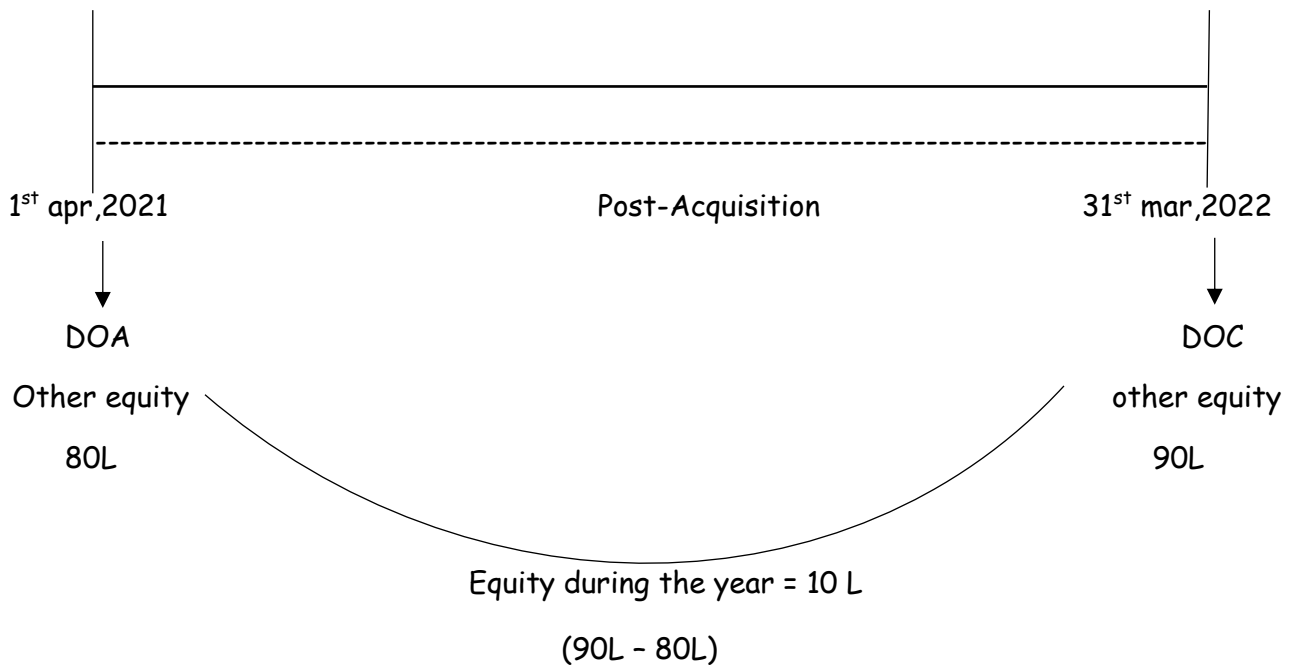 1st apr,2021 Post-Acquisition 31st mar,2022
DOA DOC
Other equity other equity
80L 90L
Equity during the year = 10 L
(90L – 80L)